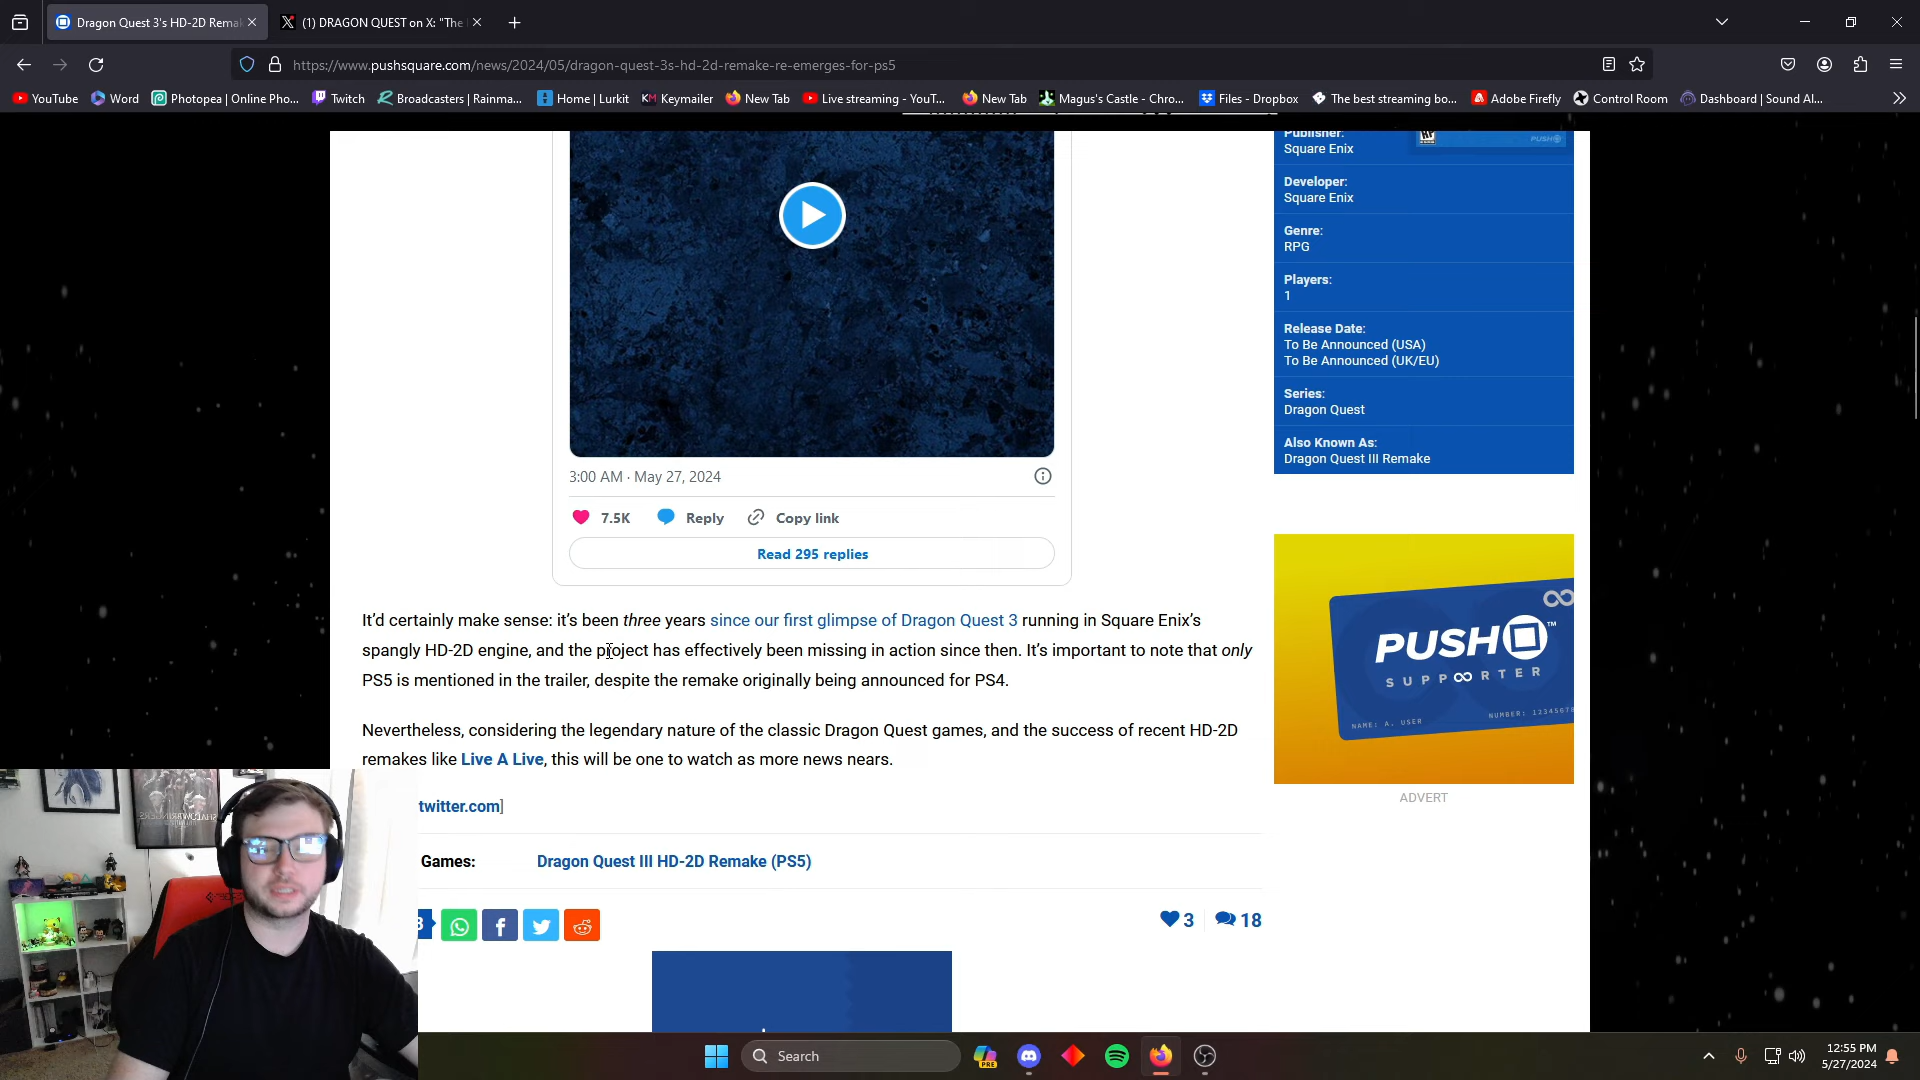 Dragon Quest 3's HD-2D Rema
(1) DRAGON QUEST on X: "The
https://www.pushsquare.com/news/2024/05/dragon-quest-3s-hd-2d-remake-re-emerges-for-ps5
YouTube
Word
Photopea | Online Pho...
Twitch
Broadcasters | Rainma...
Home | Lurkit
KM Keymailer
New Tab
Live streaming - YouT...
New Tab
Magus's Castle - Chro...
Files - Dropbox
The best streaming bo...
Adobe Firefly
Control Room
Dashboard | Sound Al...
Publisher:
Square Enix
Developer:
Square Enix
Genre:
RPG
Players:
1
Release Date:
To Be Announced (USA)
To Be Announced (UK/EU)
Series:
Dragon Quest
Also Known As:
Dragon Quest III Remake
RP
PUSH
3:00 AM · May 27, 2024
7.5K
Reply
Copy link
Read 295 replies
It'd certainly make sense: it's been three years since our first glimpse of Dragon Quest 3 running in Square Enix's
spangly HD-2D engine, and the project has effectively been missing in action since then. It's important to note that only
PS5 is mentioned in the trailer, despite the remake originally being announced for PS4.
Nevertheless, considering the legendary nature of the classic Dragon Quest games, and the success of recent HD-2D
remakes like Live A Live, this will be one to watch as more news nears.
twitter.com]
Games:
Dragon Quest III HD-2D Remake (PS5)
3
18
PUSH™
SUPPORTER
NAME: A. USER
NUMBER: 12345678
ADVERT
SHADOWBRINGERS
Search
PRE
12:55 PM
5/27/2024